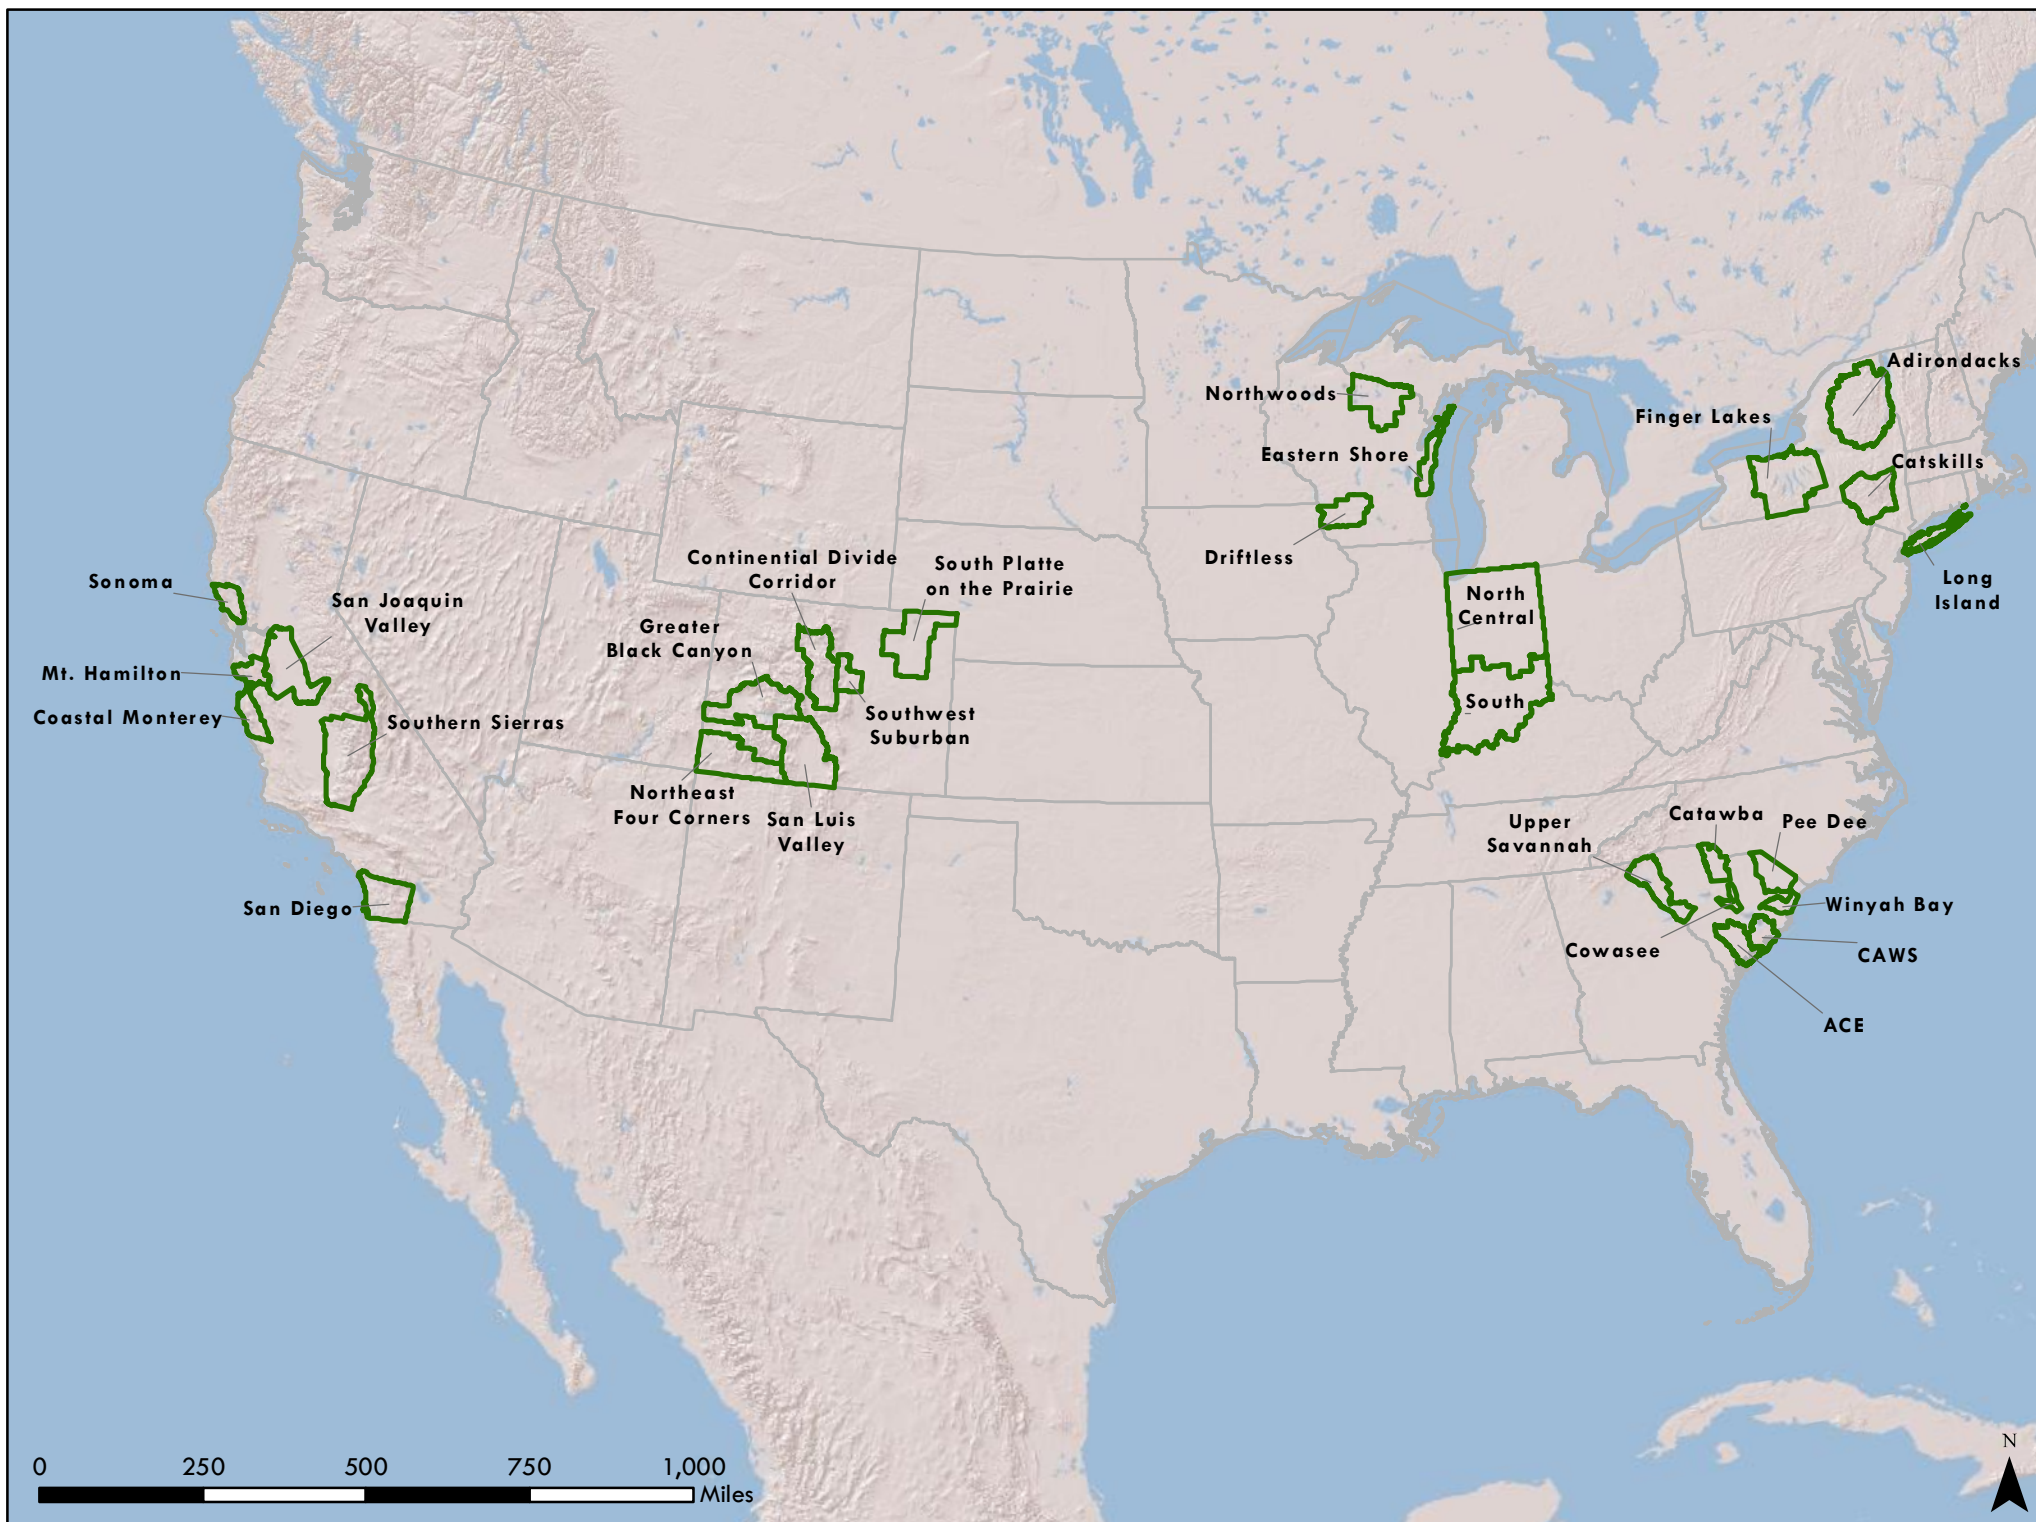 Adirondacks
Northwoods
Finger Lakes
Eastern Shore
Catskills
Driftless
Continential Divide
Corridor
South Platte
on the Prairie
Long
Island
Sonoma
San Joaquin
Valley
North
Central
Greater
Black Canyon
Mt. Hamilton
Coastal Monterey
Southern Sierras
Southwest
Suburban
South
Northeast
Four Corners
San Luis
Valley
Upper
Savannah
Catawba
Pee Dee
San Diego
Winyah Bay
Cowasee
CAWS
ACE
N
0 250 500 750 1,000
Miles